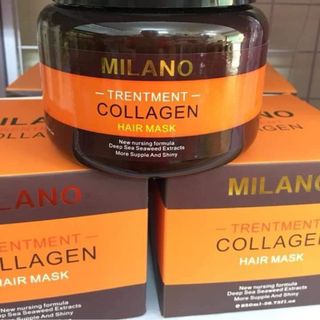 MILANO
TRENTMENT
COLLAGEN
HAIR MASK
New nursing formula
Deep Sea Seaweed Extracts
More Supple And Shiny
LANO
TRENTMENT
OLLAGEN
HAIR MASK
New nursing formula
Deep Sea Seaweed Extracts
More Supple And Shiny
MILANO
TRENTMENT
COLLAGEN
HAIR MASK
New nursing formula
Deep Sea Seaweed Extracts
More Supple And Shiny